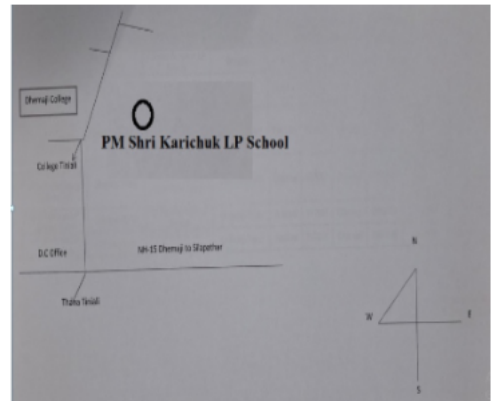 Dhemaji College
PM Shri Karichuk LP School
College Tiniali
D.C Office
NH-15 Dhemaji to Silapathar
Thana Tiniali
N
W
E
S